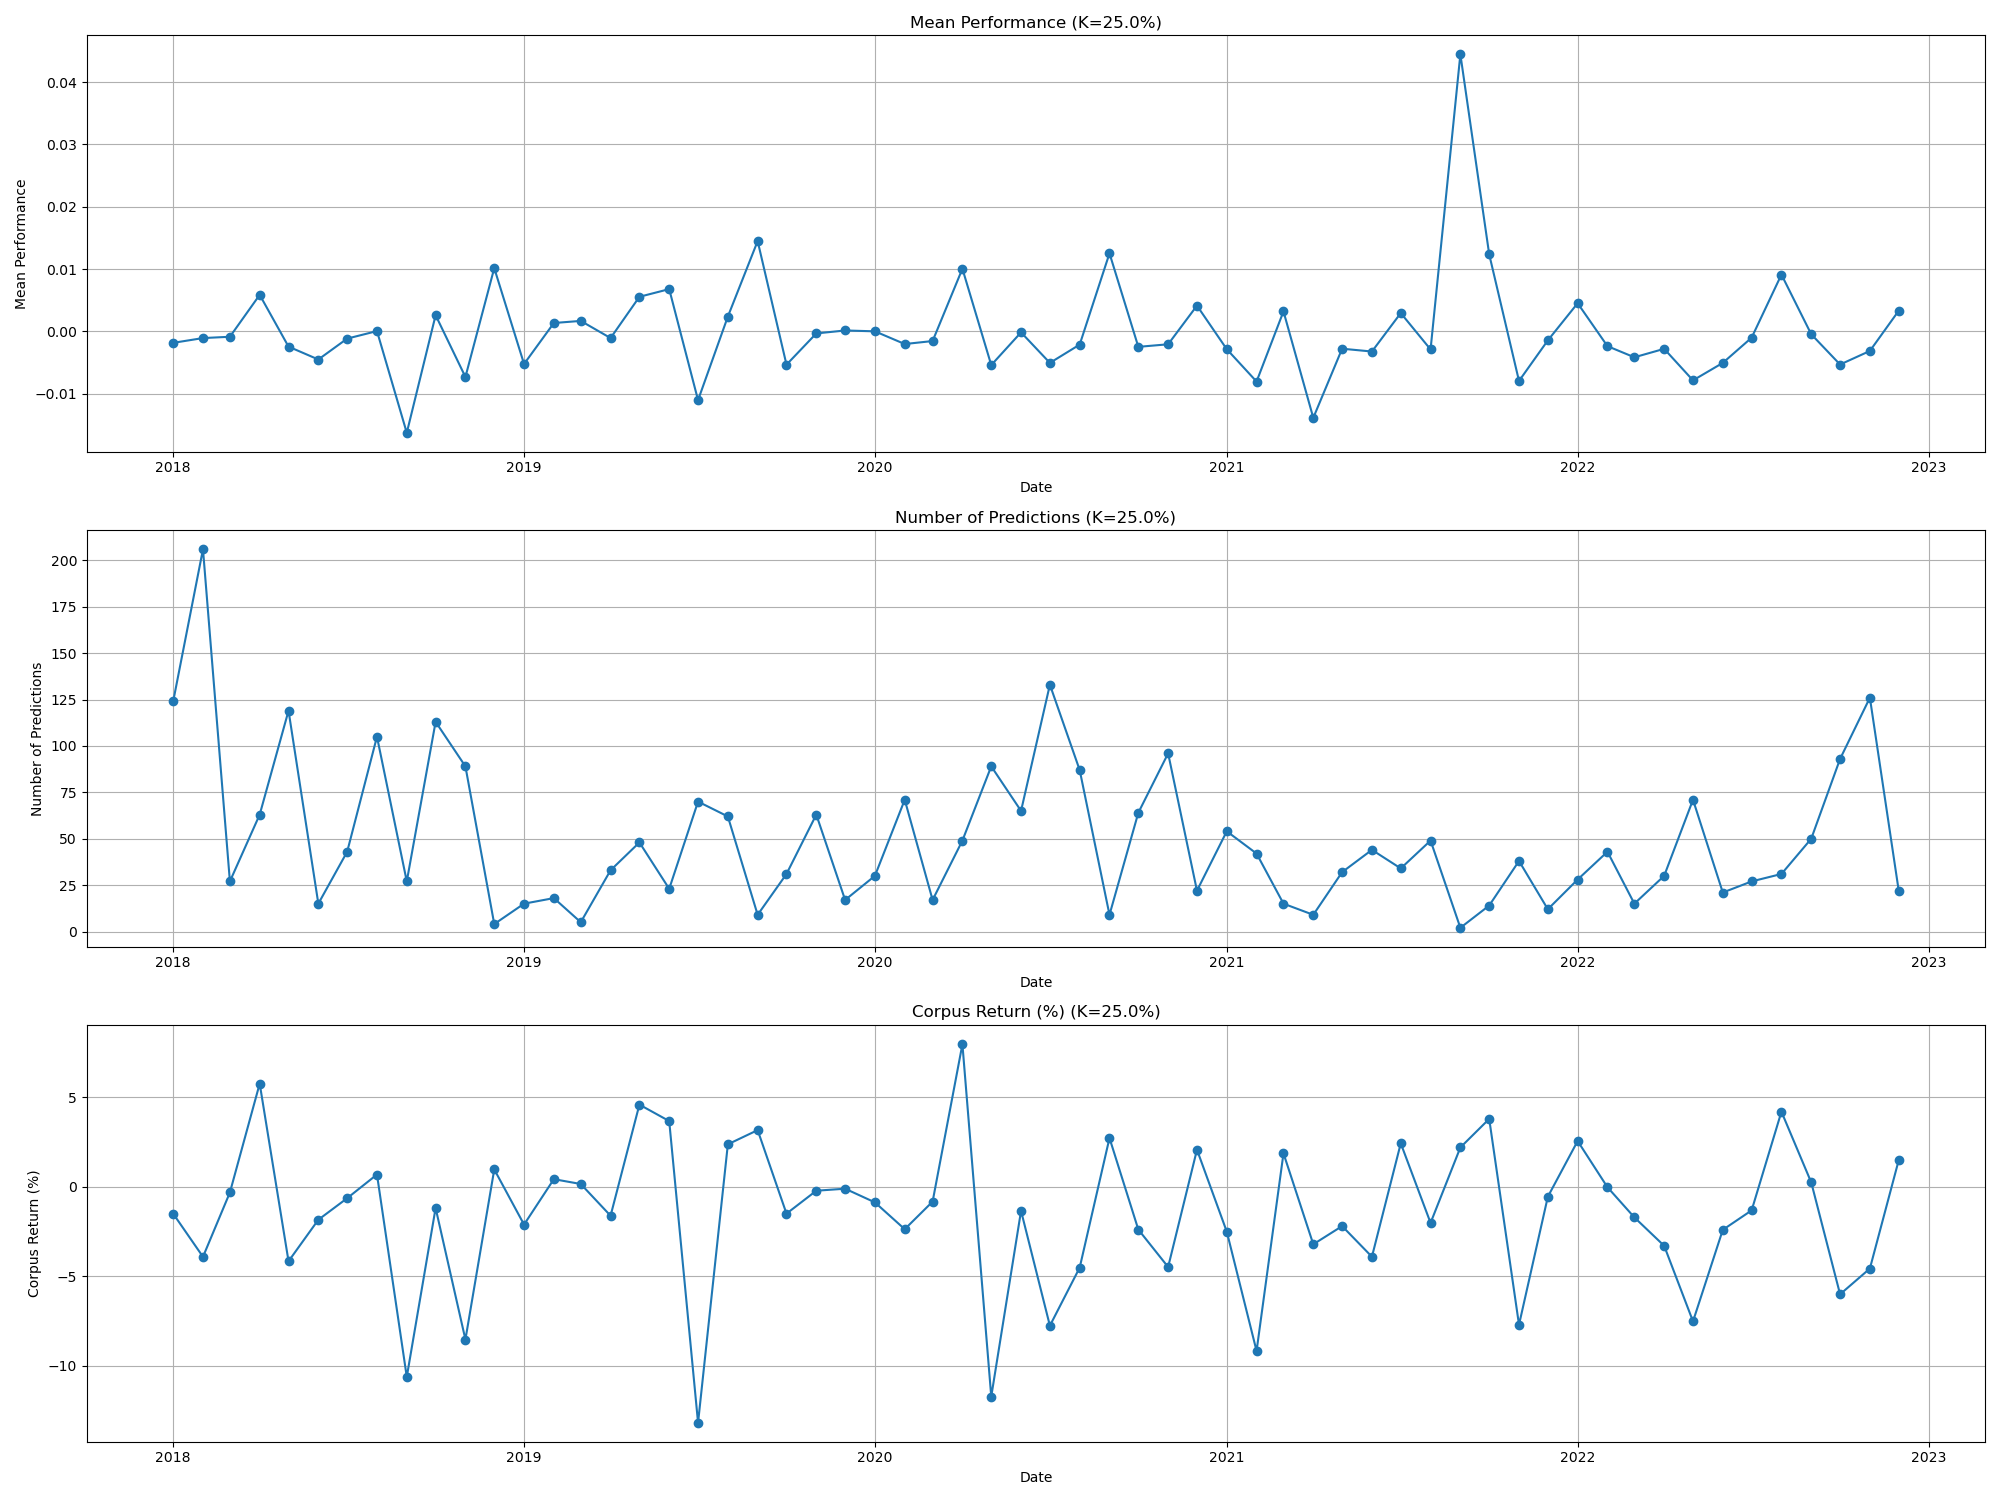 Mean Performance (K=25.0%)
0.04
0.03
0.02
0.01
0.00
−0.01
Mean Performance
2018 2019 2020 2021 2022 2023
Date
Number of Predictions (K=25.0%)
200
175
150
125
100
75
50
25
0
Number of Predictions
2018 2019 2020 2021 2022 2023
Date
Corpus Return (%) (K=25.0%)
5
0
−5
−10
Corpus Return (%)
2018 2019 2020 2021 2022 2023
Date